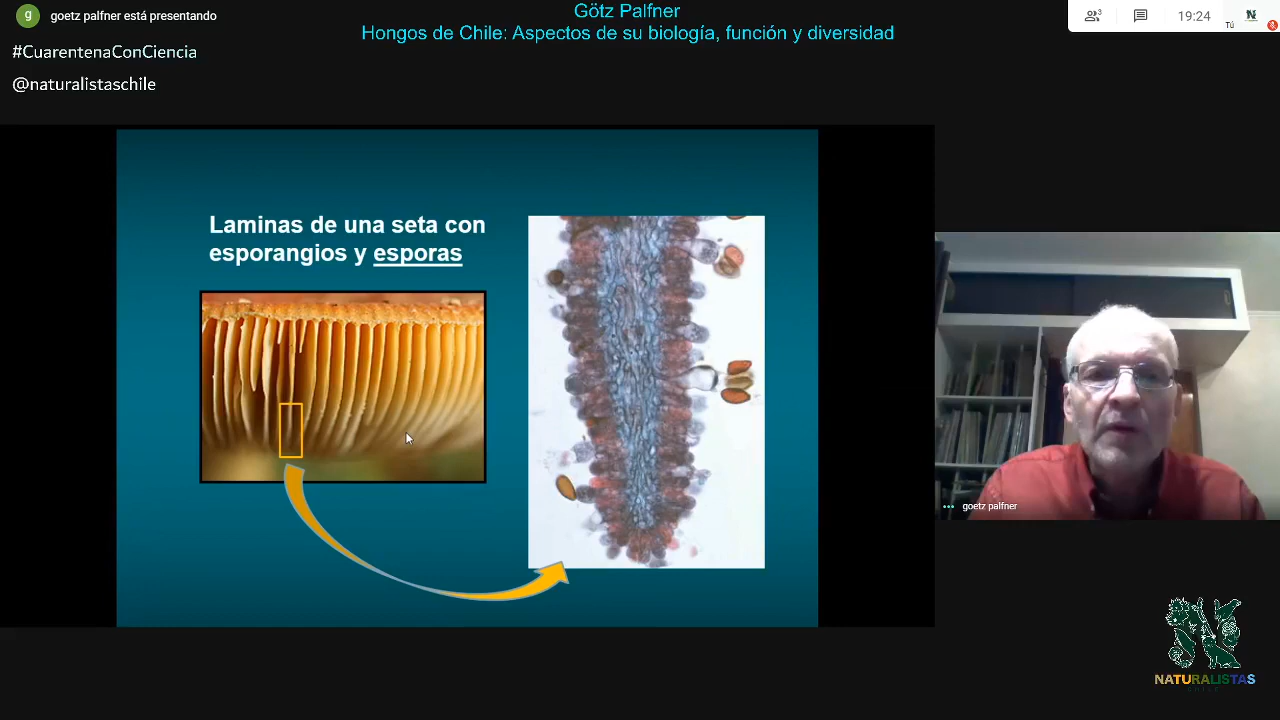 goetz palfner está presentando
Götz Palfner
Hongos de Chile: Aspectos de su biología, función y diversidad
3
19:24
Tú
#CuarentenaConCiencia
@naturalistaschile
Laminas de una seta con
esporangios y esporas
goetz palfner
NATURALISTAS